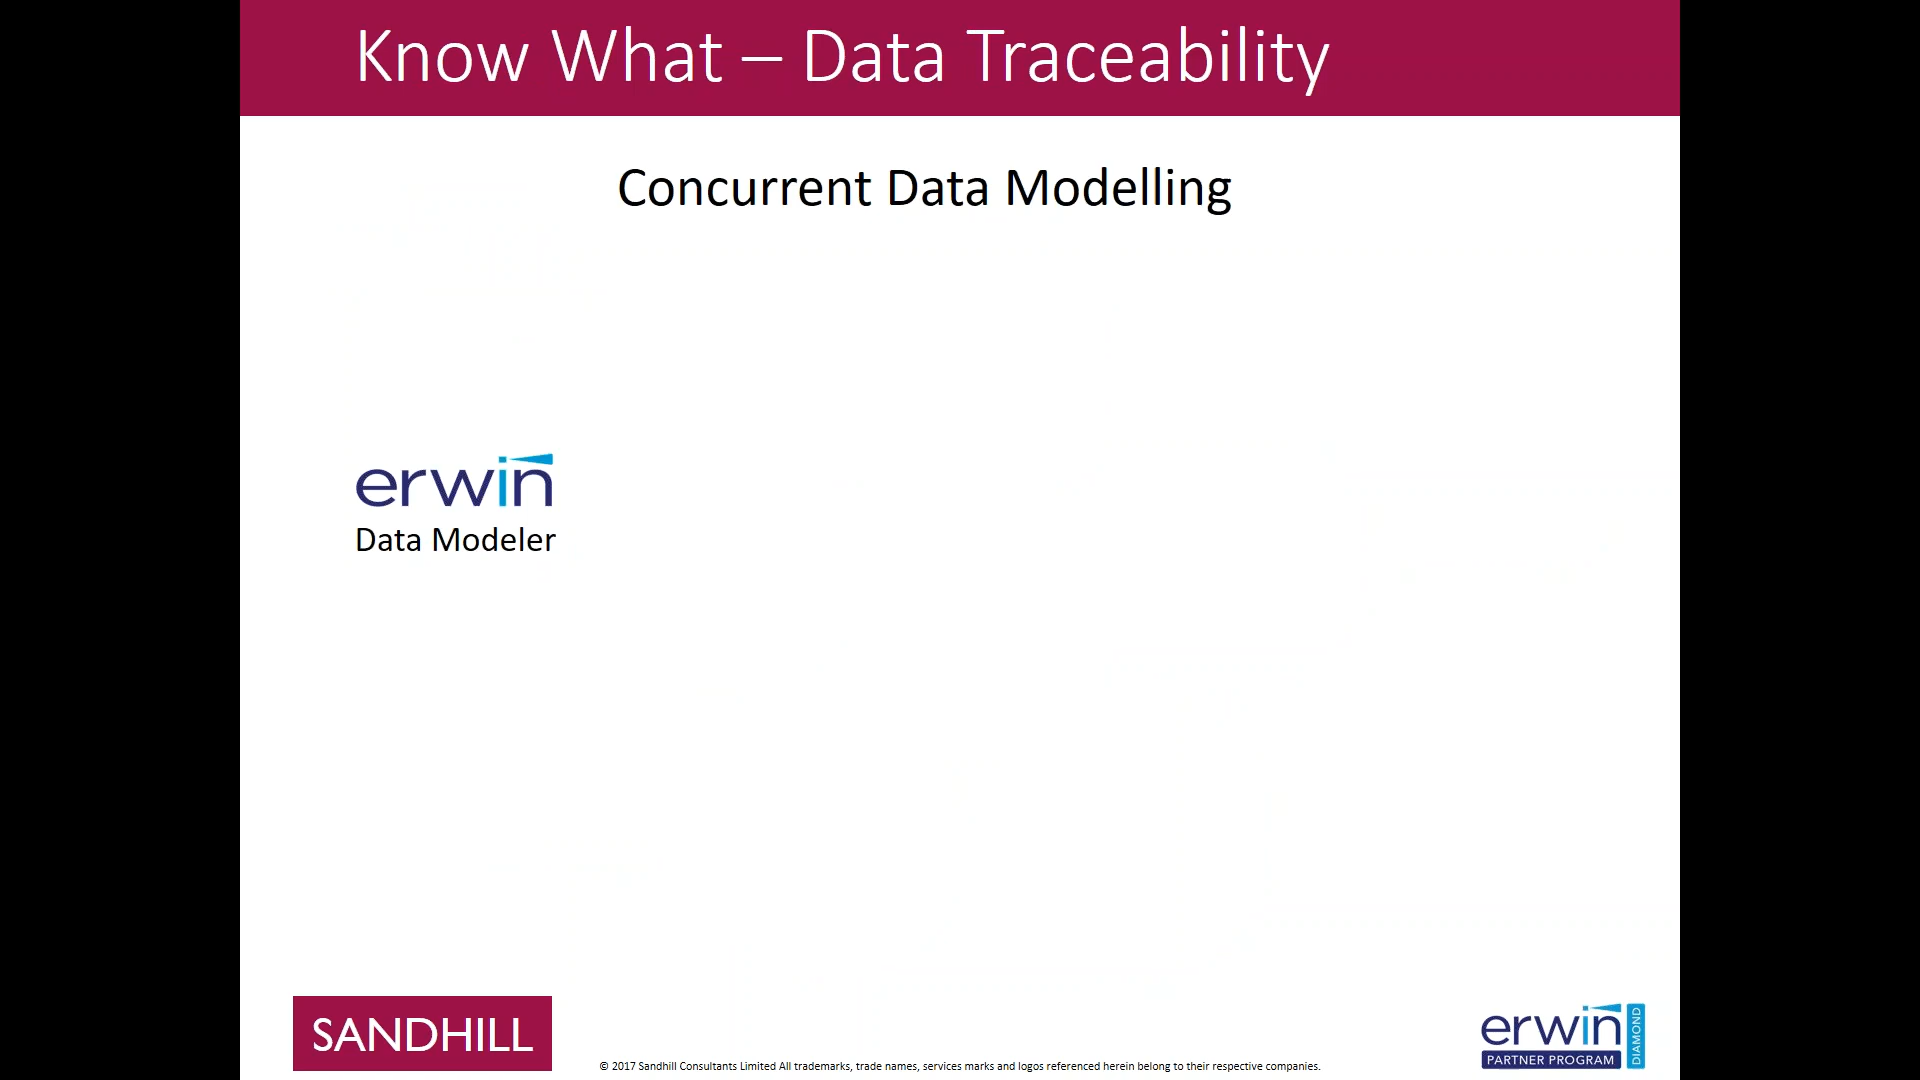 Know What – Data Traceability
Concurrent Data Modelling
erwin
Data Modeler
SANDHILL
© 2017 Sandhill Consultants Limited All trademarks, trade names, services marks and logos referenced herein belong to their respective companies.
erwin
PARTNER PROGRAM
DIAMOND